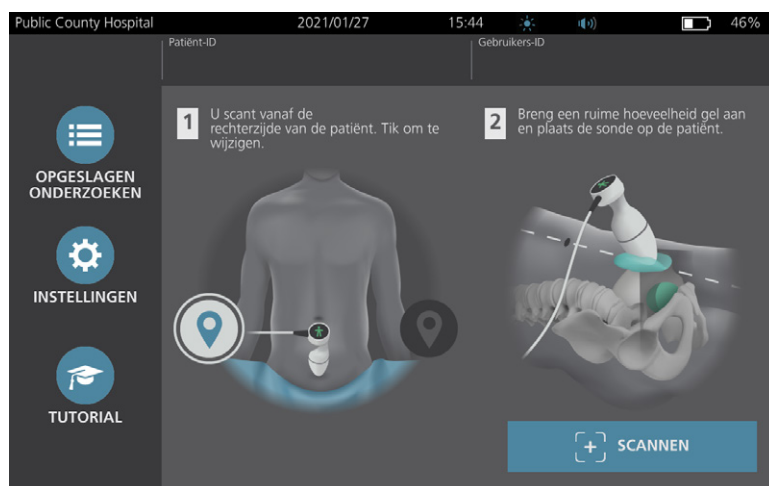 Public County Hospital 2021/01/27 15:44 46%
Patiënt-ID
Gebruikers-ID
1 U scant vanaf de
rechterzijde van de patiënt. Tik om te
wijzigen.
2 Breng een ruime hoeveelheid gel aan
en plaats de sonde op de patiënt.
OPGESLAGEN
ONDERZOEKEN
INSTELLINGEN
TUTORIAL
SCANNEN